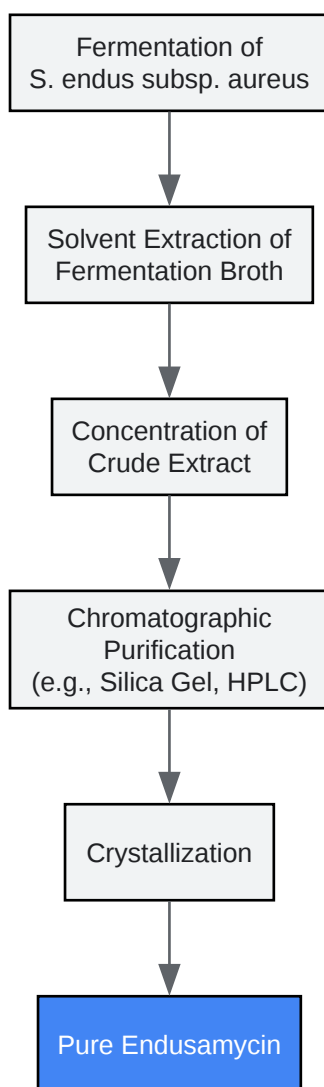 Fermentation of
S. endus subsp. aureus
Solvent Extraction of
Fermentation Broth
Concentration of
Crude Extract
Chromatographic
Purification
(e.g., Silica Gel, HPLC)
Crystallization
Pure Endusamycin